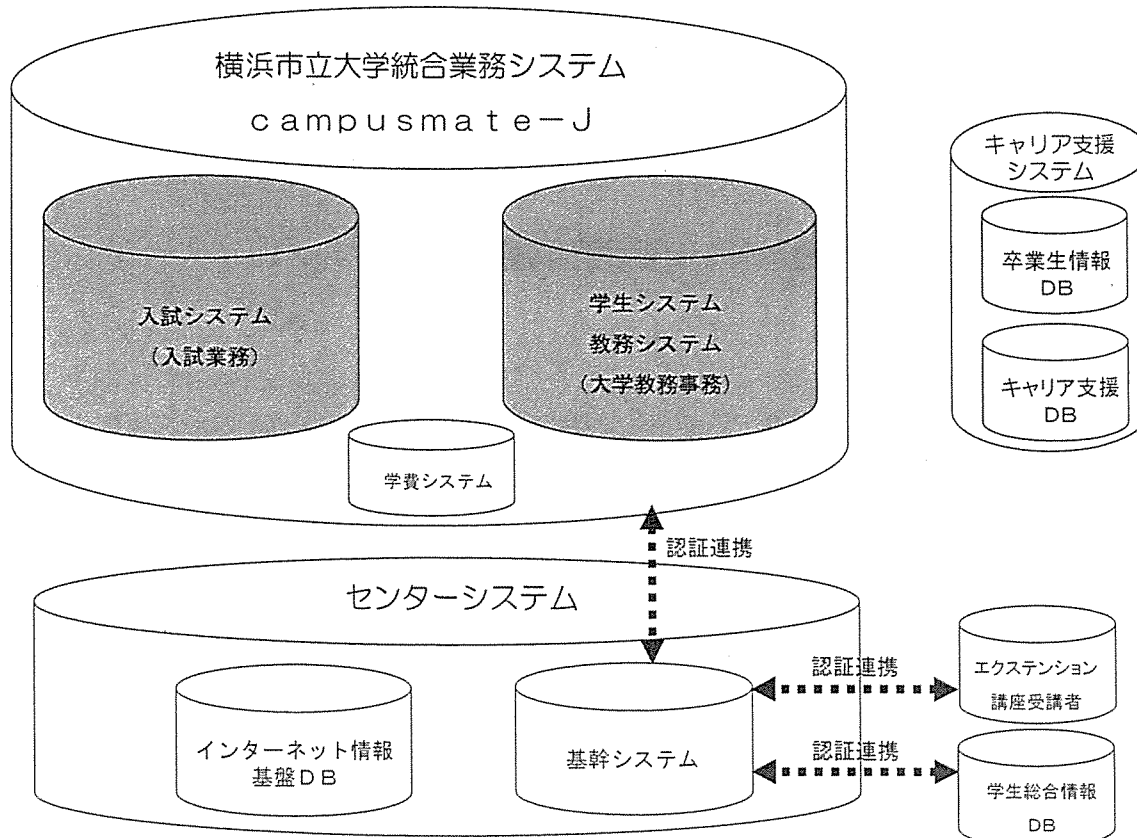 横浜市立大学統合業務システム
ｃａｍｐｕｓｍａｔｅ－Ｊ
入試システム
(入試業務)
学生システム
教務システム
(大学教務事務)
学費システム
キャリア支援
システム
卒業生情報
ＤＢ
キャリア支援
ＤＢ
認証連携
センターシステム
インターネット情報
基盤ＤＢ
基幹システム
認証連携
エクステンション
講座受講者
認証連携
学生総合情報
ＤＢ